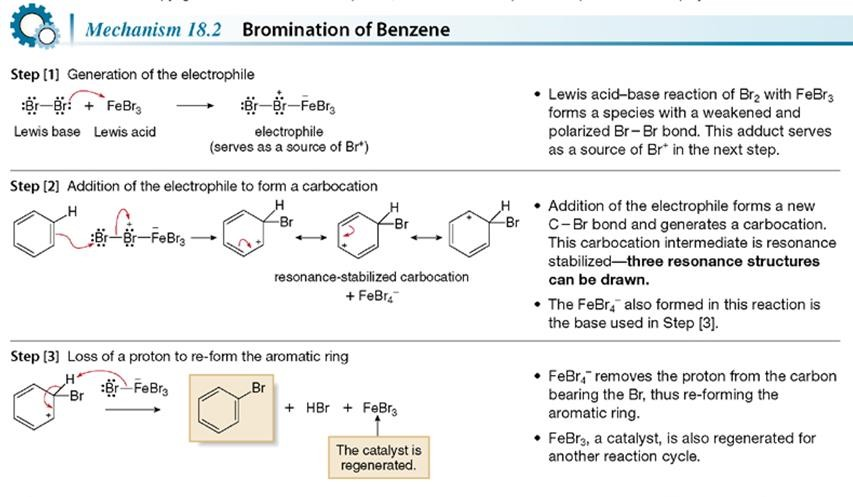 Mechanism 18.2 Bromination of Benzene
Step [1] Generation of the electrophile
:Br–Br: + FeBr₃ → :Br–Br⁺–FeBr₃⁻
Lewis base Lewis acid electrophile
(serves as a source of Br⁺)
• Lewis acid–base reaction of Br₂ with FeBr₃
forms a species with a weakened and
polarized Br–Br bond. This adduct serves
as a source of Br⁺ in the next step.
Step [2] Addition of the electrophile to form a carbocation
H :Br–Br⁺–FeBr₃⁻ → H Br + ↔ H Br + ↔ H Br +
resonance-stabilized carbocation
+ FeBr₄⁻
• Addition of the electrophile forms a new
C–Br bond and generates a carbocation.
This carbocation intermediate is resonance
stabilized—three resonance structures
can be drawn.
• The FeBr₄⁻ also formed in this reaction is
the base used in Step [3].
Step [3] Loss of a proton to re-form the aromatic ring
H Br + :Br–FeBr₃⁻ → Br + HBr + FeBr₃
The catalyst is
regenerated.
• FeBr₄⁻ removes the proton from the carbon
bearing the Br, thus re-forming the
aromatic ring.
• FeBr₃, a catalyst, is also regenerated for
another reaction cycle.